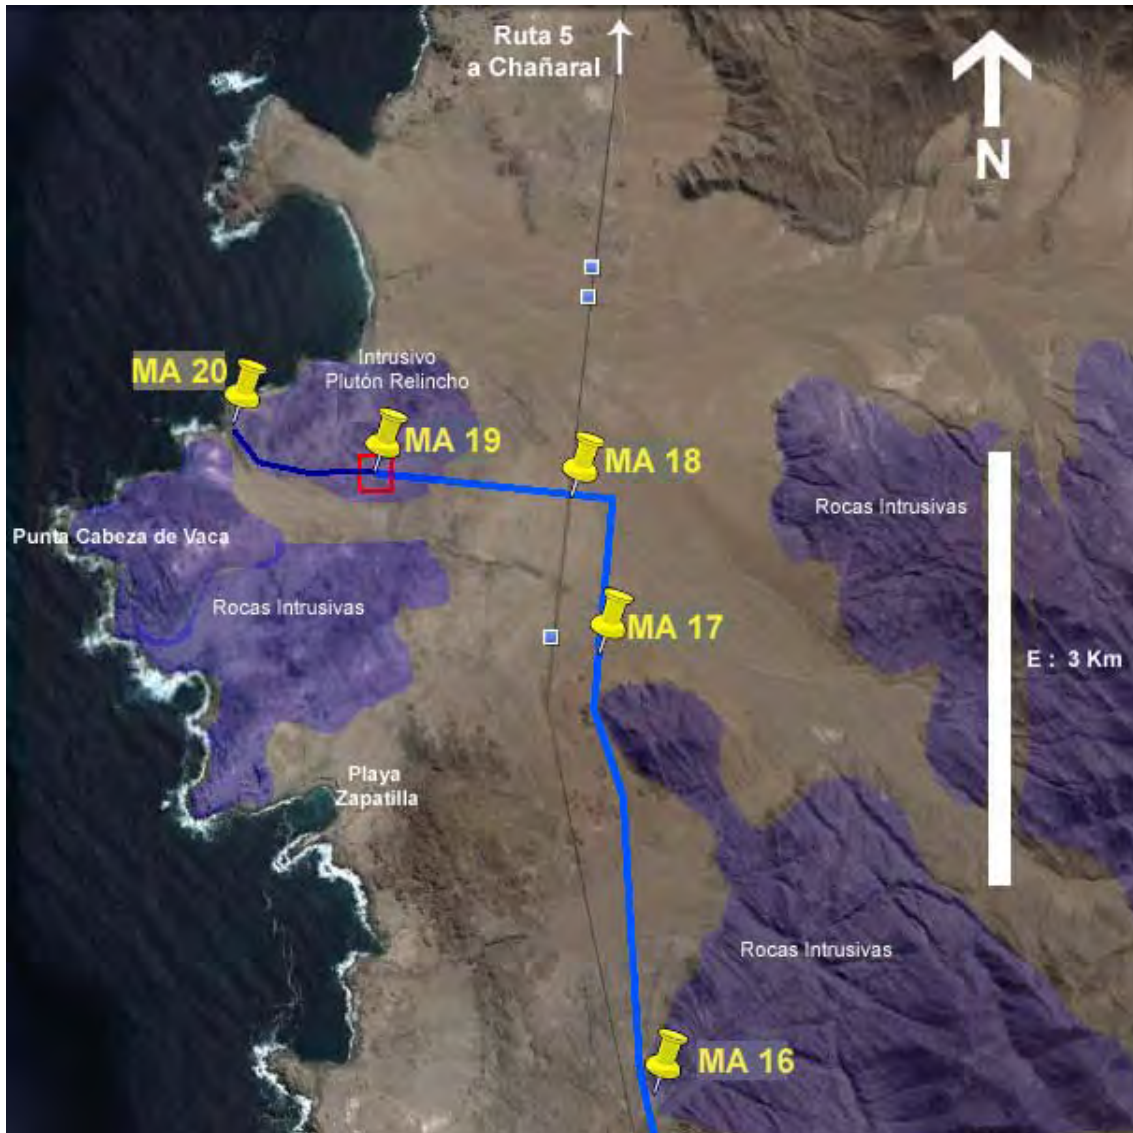 Ruta 5
a Chañaral
N
Intrusivo
Plutón Relincho
MA 20
MA 19
MA 18
Rocas Intrusivas
Punta Cabeza de Vaca
Rocas Intrusivas
MA 17
E : 3 Km
Playa
Zapatilla
Rocas Intrusivas
MA 16